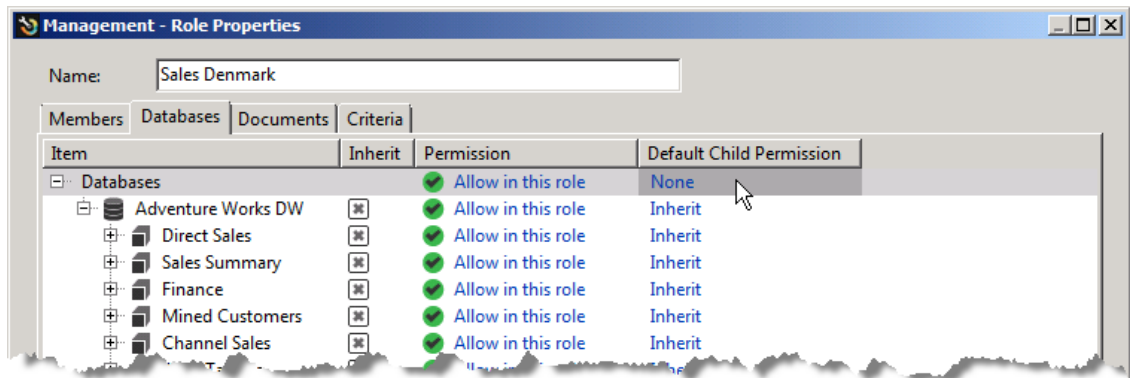 Management - Role Properties
Name: Sales Denmark
Members Databases Documents Criteria
Item Inherit Permission Default Child Permission
Databases Allow in this role None
Adventure Works DW Allow in this role Inherit
Direct Sales Allow in this role Inherit
Sales Summary Allow in this role Inherit
Finance Allow in this role Inherit
Mined Customers Allow in this role Inherit
Channel Sales Allow in this role Inherit